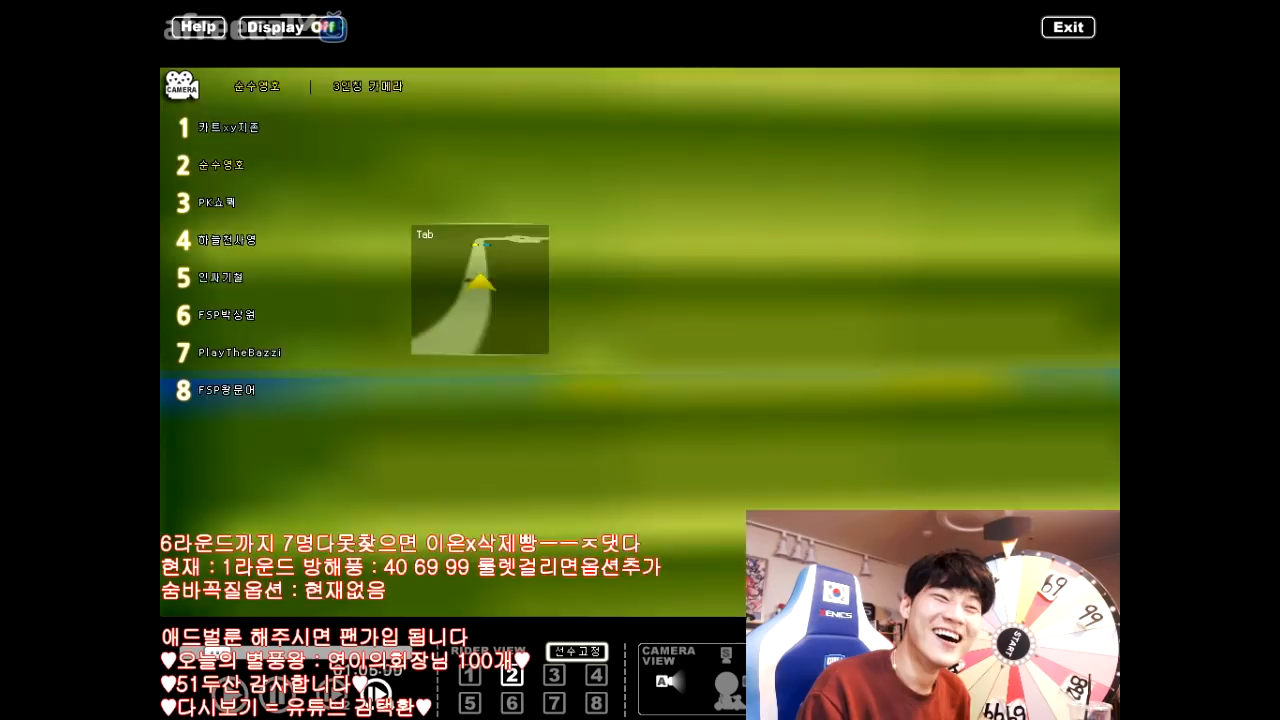 afreecaTV
Help
Display Off
Exit
CAMERA
순수영호 | 3인칭 카메라
1 카트xy지존
2 순수영호
3 PK쇼퀵
4 하늘천사영
5 인싸기철
6 FSP박상원
7 PlayTheBazzi
8 FSP왕문어
Tab
6라운드까지 7명다못찾으면 이온x삭제빵ㅡㅡㅈ댓다
현재 : 1라운드 방해풍 : 40 69 99 룰렛걸리면옵션추가
숨바꼭질옵션 : 현재없음
애드벌룬 해주시면 팬가입 됩니다
♥오늘의 별풍왕 : 연이의회장님 100개♥
♥51두산 감사합니다♥
♥다시보기 = 유튜브 김택환♥
RIDER VIEW
선수고정
1 2 3 4
5 6 7 8
CAMERA VIEW
S
A
XENICS
START
69
99